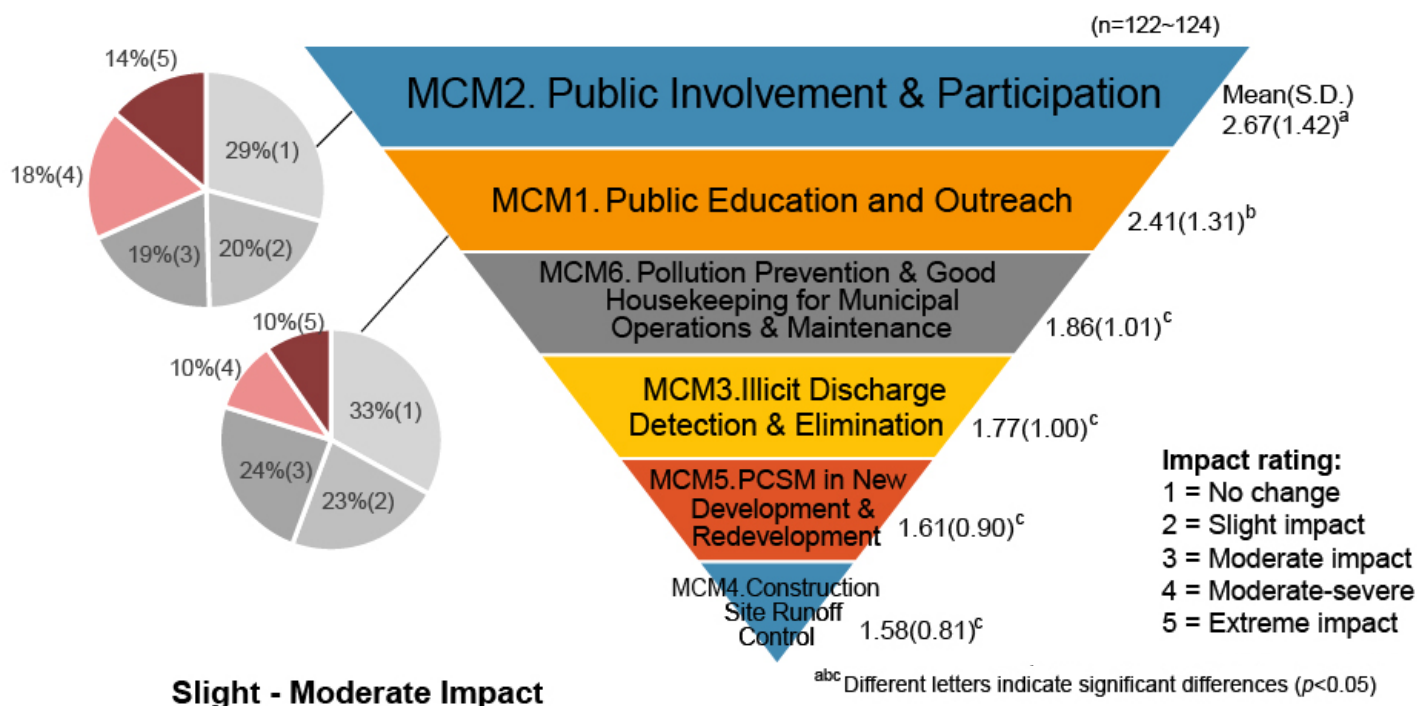 (n=122~124)
14%(5)
29%(1)
18%(4)
19%(3)
20%(2)
MCM2. Public Involvement & Participation
Mean(S.D.)
2.67(1.42)a
MCM1. Public Education and Outreach
2.41(1.31)b
MCM6. Pollution Prevention & Good
Housekeeping for Municipal
Operations & Maintenance
1.86(1.01)c
10%(5)
10%(4)
33%(1)
24%(3)
23%(2)
MCM3.Illicit Discharge
Detection & Elimination
1.77(1.00)c
MCM5.PCSM in New
Development &
Redevelopment
1.61(0.90)c
MCM4.Construction
Site Runoff
Control
1.58(0.81)c
Impact rating:
1 = No change
2 = Slight impact
3 = Moderate impact
4 = Moderate-severe
5 = Extreme impact
Slight - Moderate Impact
abc Different letters indicate significant differences (p<0.05)